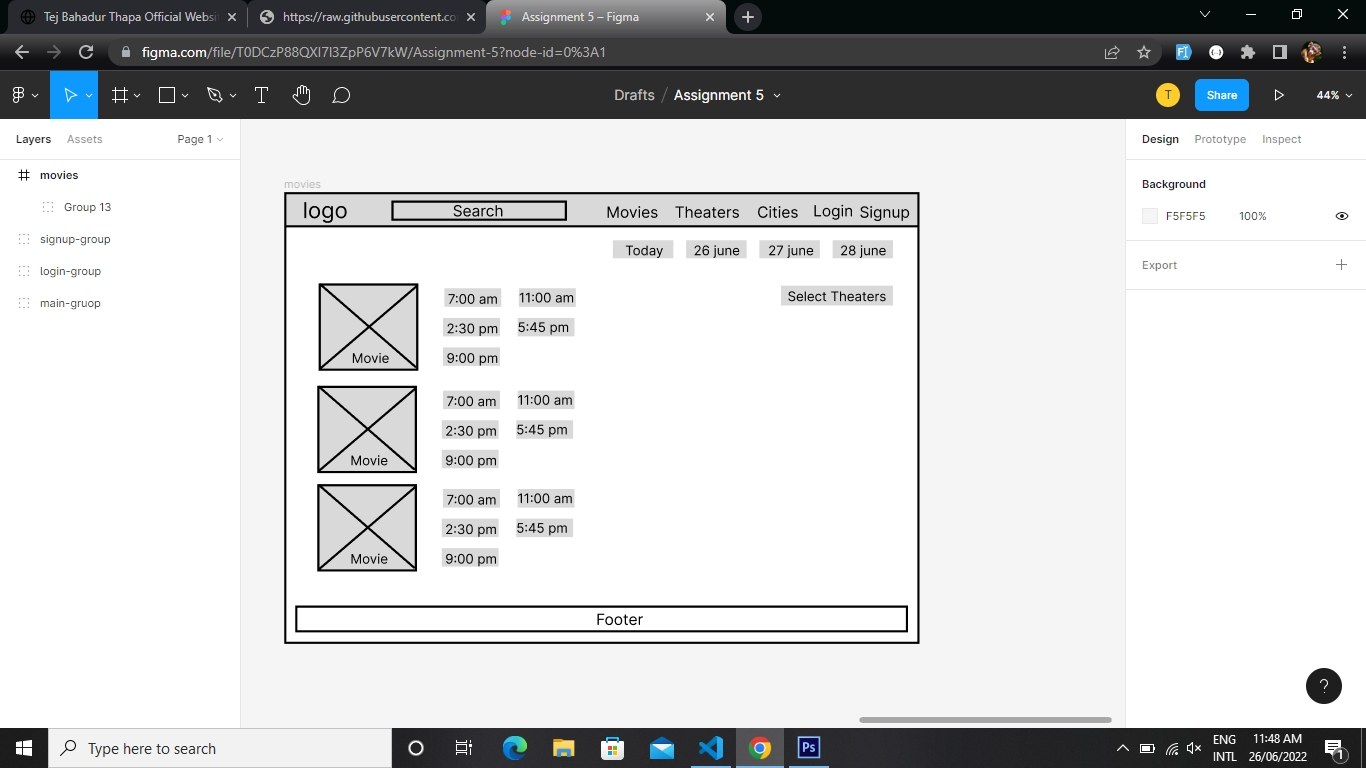 Tej Bahadur Thapa Official Websi
https://raw.githubusercontent.co
Assignment 5 – Figma
figma.com/file/T0DCzP88QXI7l3ZpP6V7kW/Assignment-5?node-id=0%3A1
Drafts / Assignment 5
T
Share
44%
Layers Assets Page 1
movies
Group 13
signup-group
login-group
main-gruop
movies
logo Search Movies Theaters Cities Login Signup
Today 26 june 27 june 28 june
Select Theaters
Movie
7:00 am 11:00 am
2:30 pm 5:45 pm
9:00 pm
Movie
7:00 am 11:00 am
2:30 pm 5:45 pm
9:00 pm
Movie
7:00 am 11:00 am
2:30 pm 5:45 pm
9:00 pm
Footer
Design Prototype Inspect
Background
F5F5F5 100%
Export
?
Type here to search
Ps
ENG
INTL
11:48 AM
26/06/2022
1